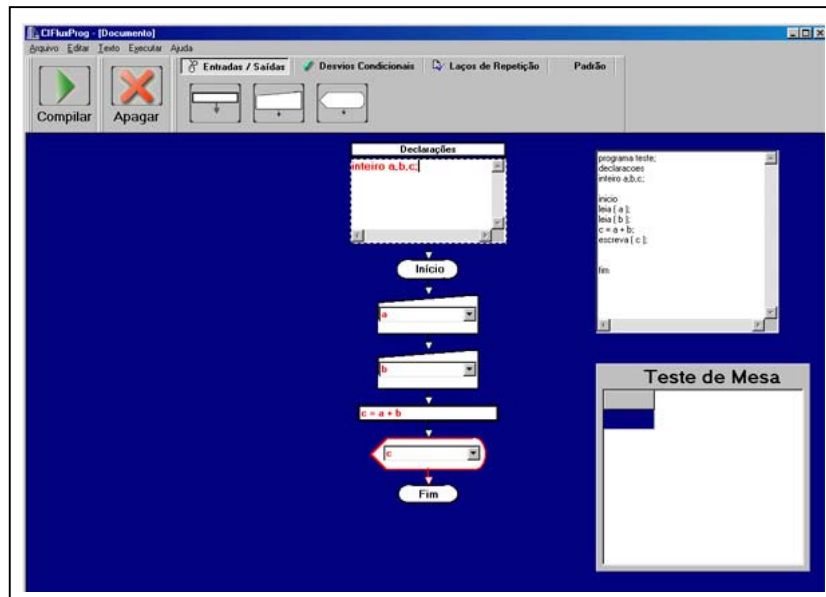 CIFluxProg - [Documento]
Arquivo Editar Texto Executar Ajuda
Entradas / Saídas Desvios Condicionais Laços de Repetição Padrão
Compilar Apagar
Declarações
inteiro a,b,c;
Início
a
b
c = a + b
c
Fim
programa teste;
declaracoes
inteiro a,b,c;
inicio
leia ( a );
leia ( b );
c = a + b;
escreva ( c );
fim
Teste de Mesa